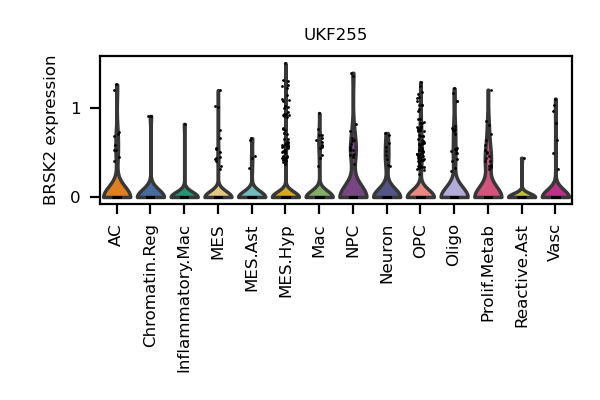 UKF255
BRSK2 expression
1
0
AC
Chromatin.Reg
Inflammatory.Mac
MES
MES.Ast
MES.Hyp
Mac
NPC
Neuron
OPC
Oligo
Prolif.Metab
Reactive.Ast
Vasc